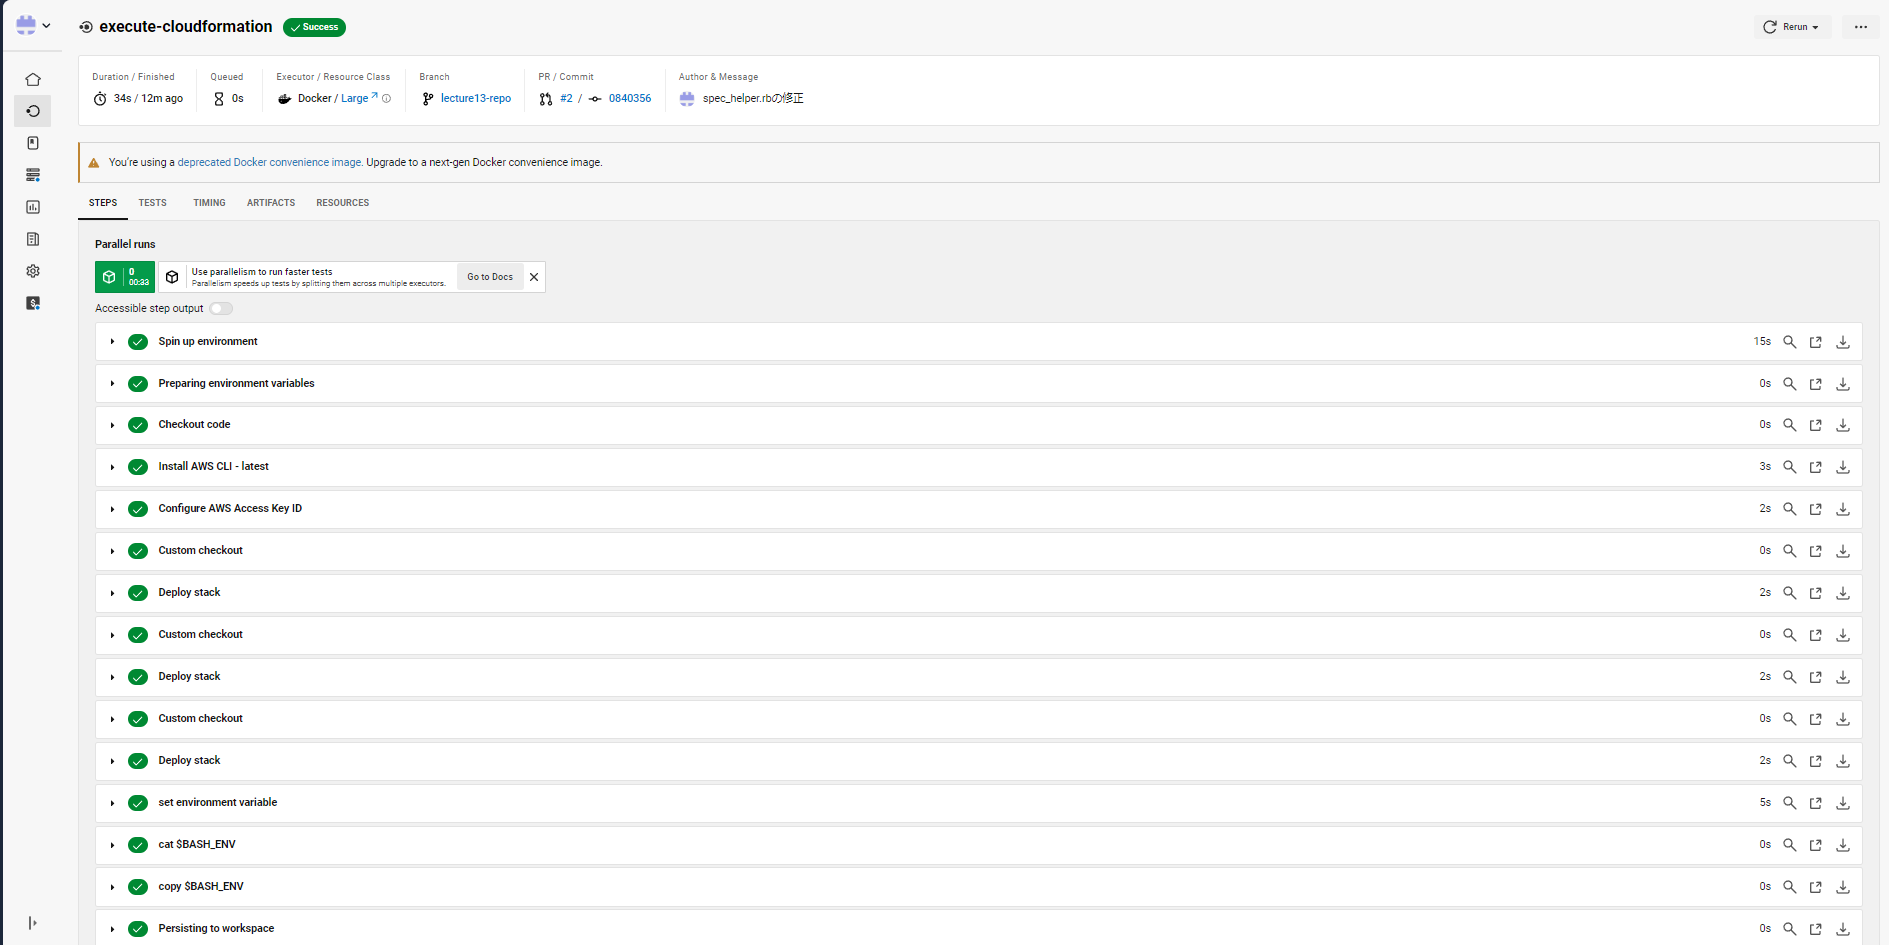 execute-cloudformation Success Rerun
Duration / Finished Queued Executor / Resource Class Branch PR / Commit Author & Message
34s / 12m ago 0s Docker / Large lecture13-repo #2 / 0840356 spec_helper.rbの修正
You're using a deprecated Docker convenience image. Upgrade to a next-gen Docker convenience image.
STEPS TESTS TIMING ARTIFACTS RESOURCES
Parallel runs
0
00:33
Use parallelism to run faster tests
Parallelism speeds up tests by splitting them across multiple executors.
Go to Docs
Accessible step output
Spin up environment 15s
Preparing environment variables 0s
Checkout code 0s
Install AWS CLI - latest 3s
Configure AWS Access Key ID 2s
Custom checkout 0s
Deploy stack 2s
Custom checkout 0s
Deploy stack 2s
Custom checkout 0s
Deploy stack 2s
set environment variable 5s
cat $BASH_ENV 0s
copy $BASH_ENV 0s
Persisting to workspace 0s